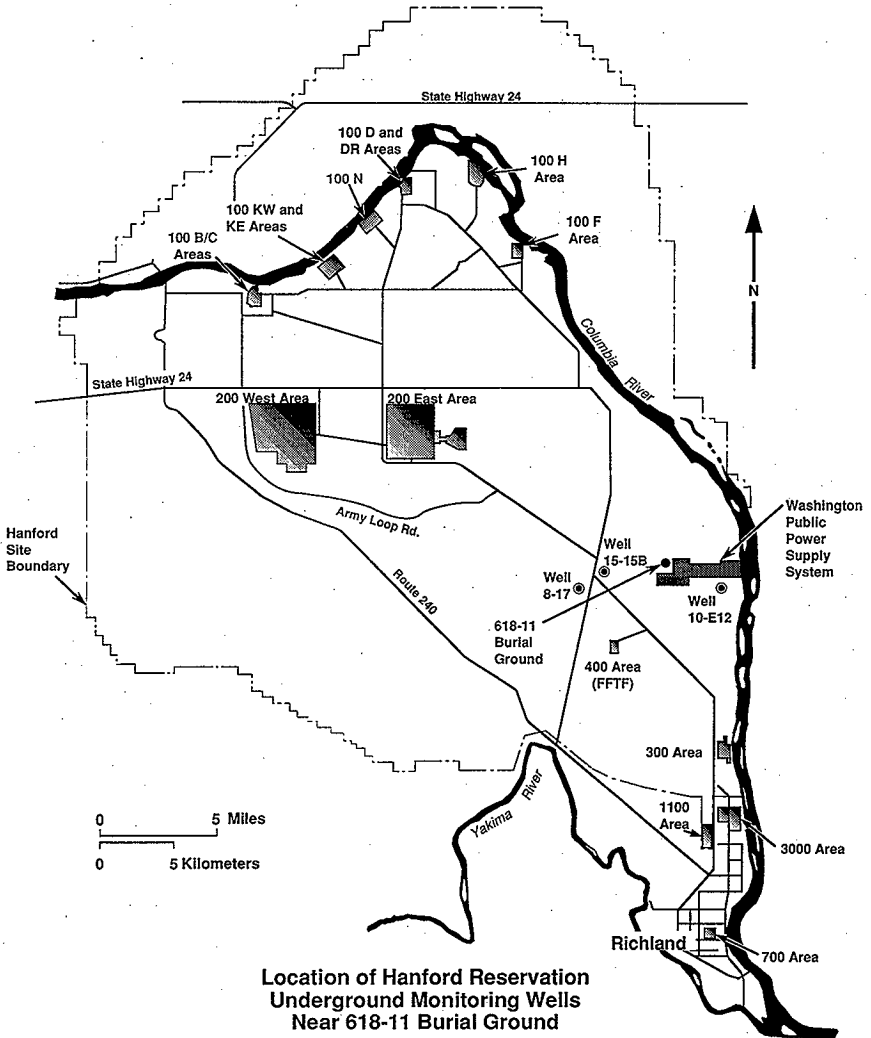 State Highway 24
100 D and
DR Areas
100 H
Area
100 N
100 KW and
KE Areas
100 F
Area
100 B/C
Areas
N
Columbia
River
State Highway 24
200 West Area
200 East Area
Army Loop Rd.
Washington
Public
Power
Supply
System
Hanford
Site
Boundary
Well
15-15B
Well
8-17
Route 240
Well
10-E12
618-11
Burial
Ground
400 Area
(FFTF)
300 Area
Yakima
River
1100
Area
0 5 Miles
0 5 Kilometers
3000 Area
Richland
700 Area
Location of Hanford Reservation
Underground Monitoring Wells
Near 618-11 Burial Ground